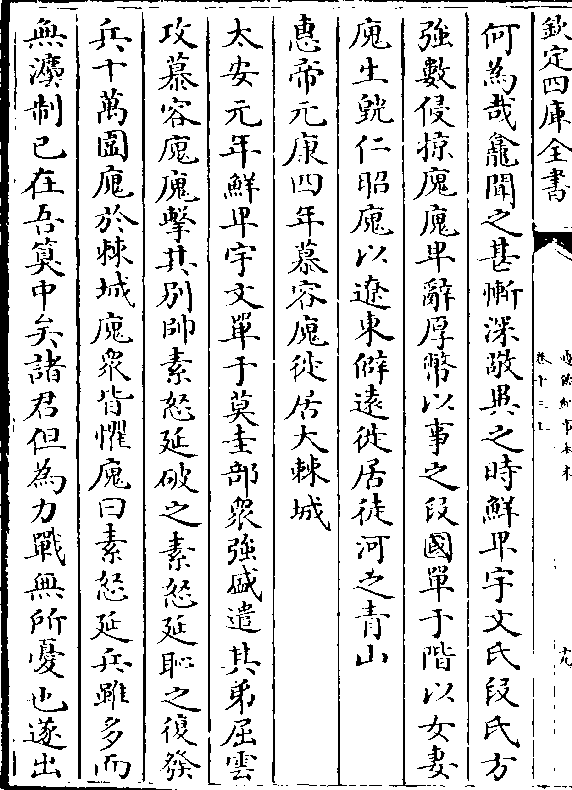 欽定四庫全書
通鑑紀事本末
卷十三上
十九
何為哉龕聞之甚慚深敬異之時鮮卑宇文氏段氏方
強數侵掠廆廆卑辭厚幣以事之段國單于階以女妻
廆生皝仁昭廆以遼東僻遠徙居徒河之青山
惠帝元康四年慕容廆徙居大棘城
太安元年鮮卑宇文單于莫圭部衆強盛遣其弟屈雲
攻慕容廆廆擊其別帥素怒延破之素怒延恥之復發
兵十萬圍廆於棘城廆衆皆懼廆曰素怒延兵雖多而
無灋制已在吾算中矣諸君但為力戰無所憂也遂出